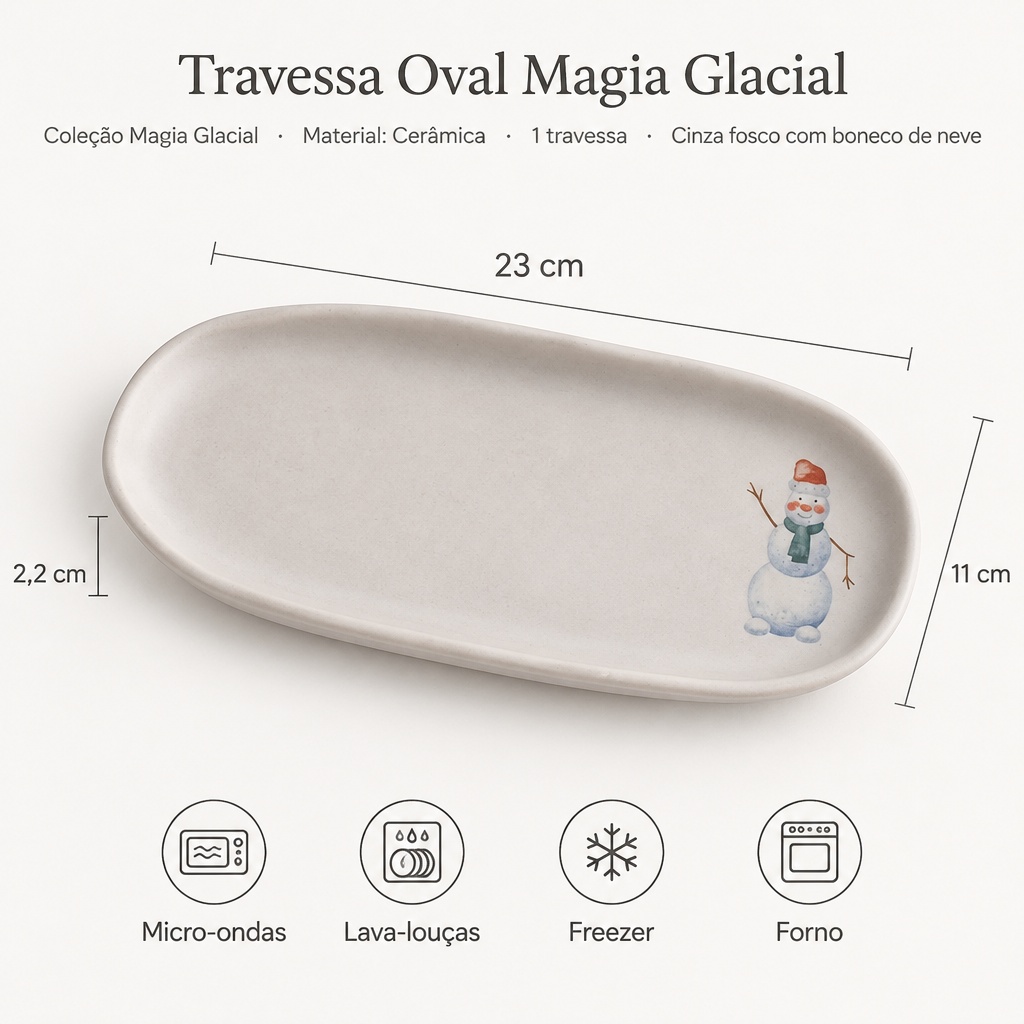 Travessa Oval Magia Glacial
Coleção Magia Glacial · Material: Cerâmica · 1 travessa · Cinza fosco com boneco de neve
23 cm
2,2 cm
11 cm
Micro-ondas
Lava-louças
Freezer
Forno